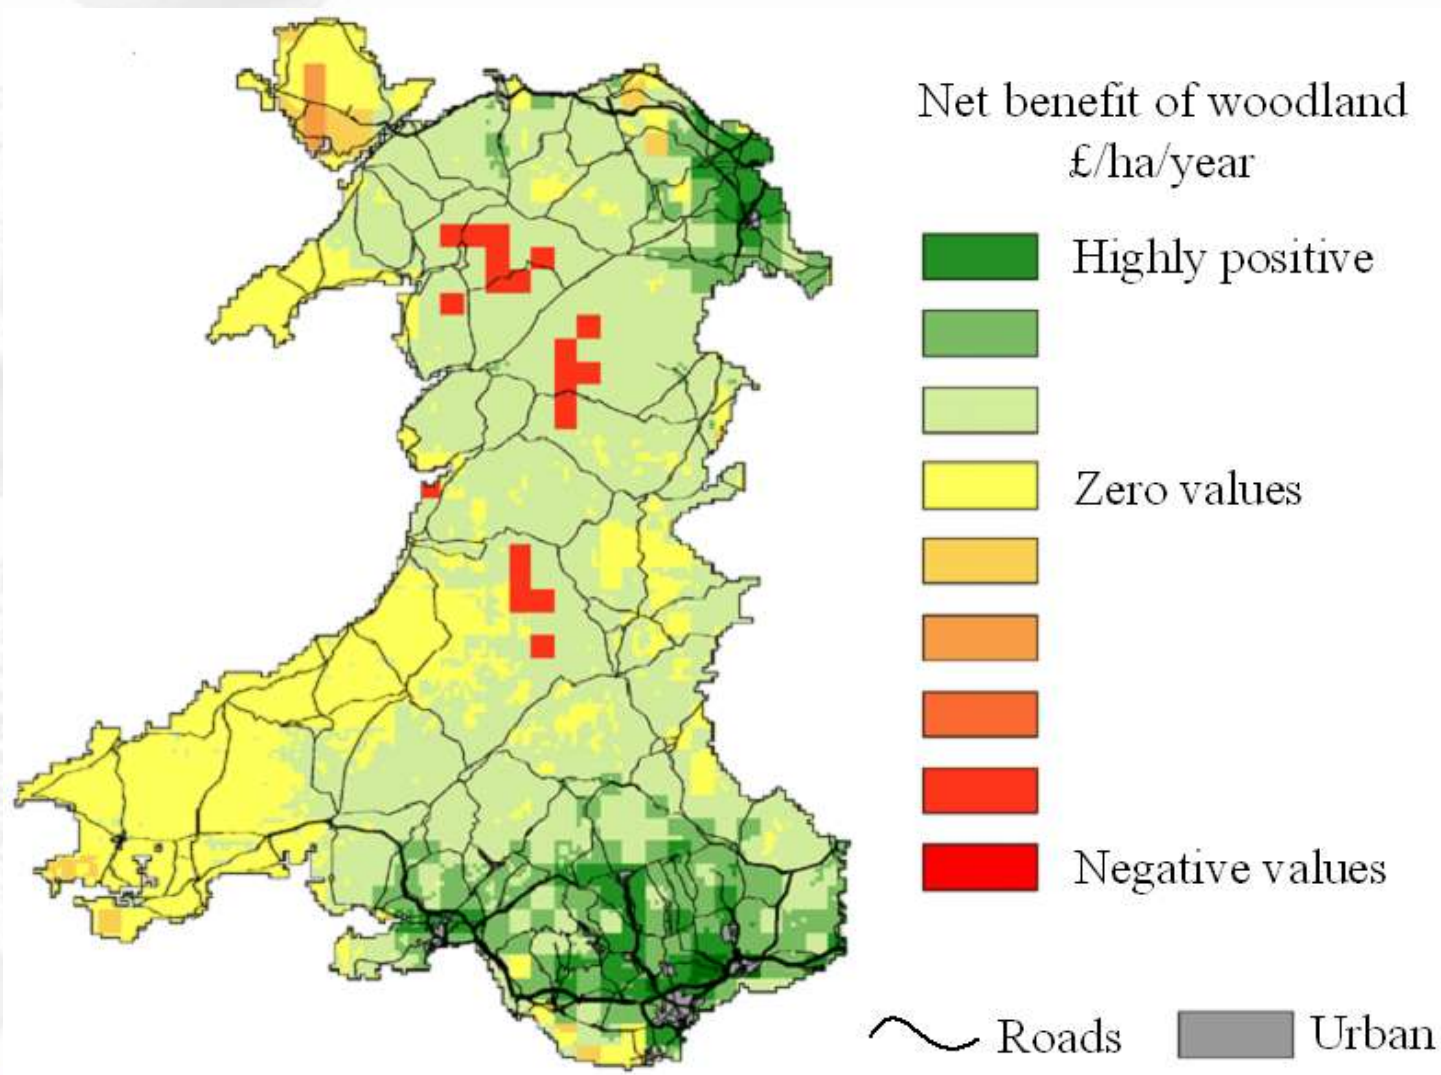 Net benefit of woodland
£/ha/year
Highly positive
Zero values
Negative values
Roads
Urban